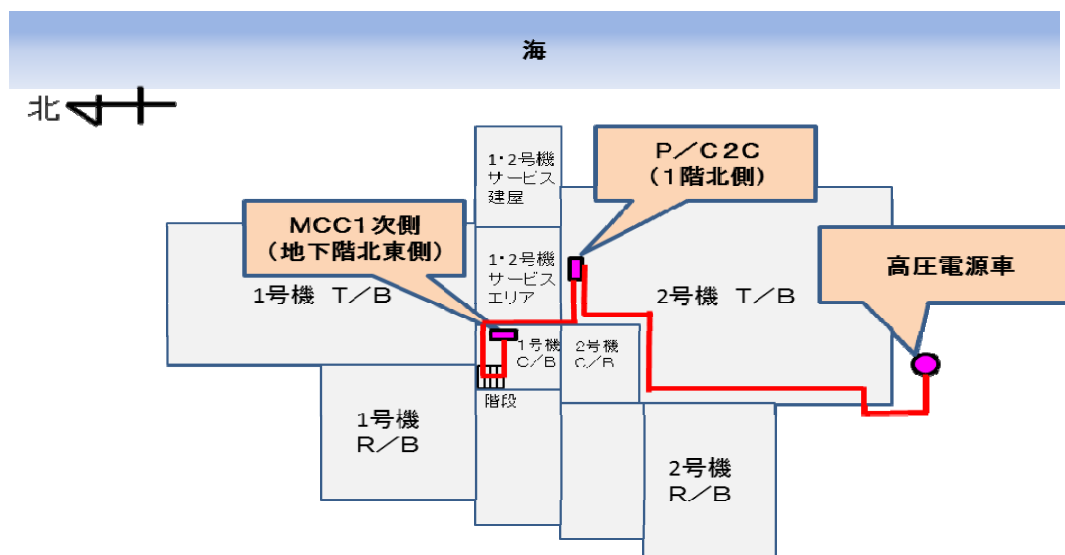 海
北
P/C2C
(1階北側)
1・2号機
サービス
建屋
MCC1次側
(地下階北東側)
1・2号機
サービス
エリア
高圧電源車
1号機 T/B
2号機 T/B
1号機
C/B
2号機
C/B
階段
1号機
R/B
2号機
R/B